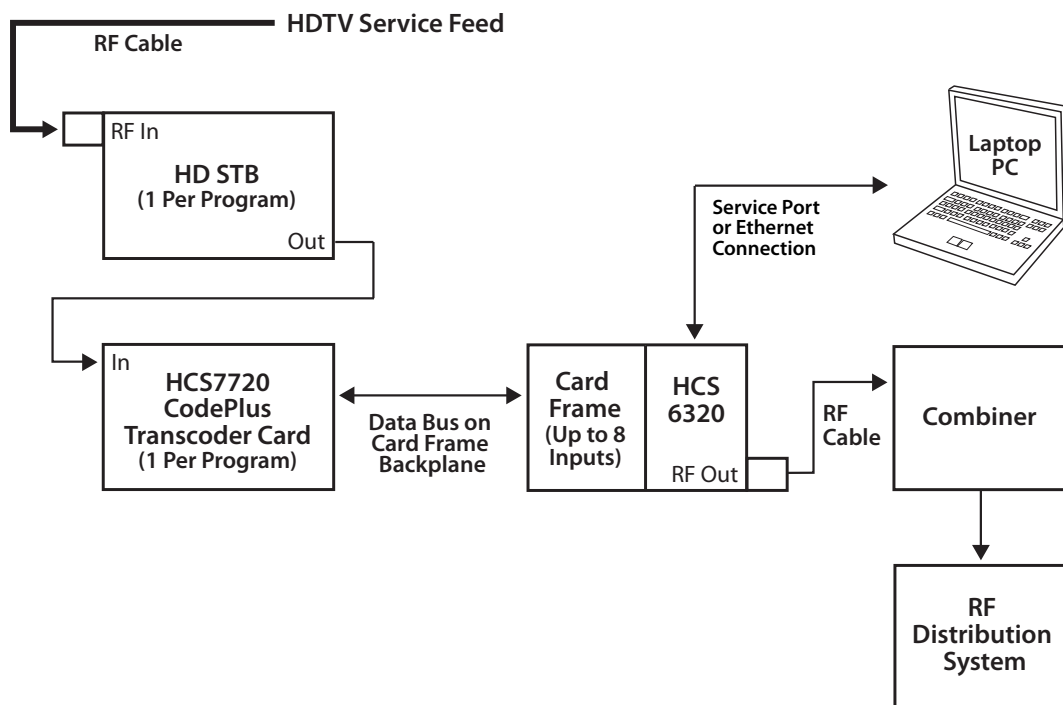 HDTV Service Feed
RF Cable
RF In
HD STB
(1 Per Program)
Out
Laptop
PC
Service Port
or Ethernet
Connection
In
HCS7720
CodePlus
Transcoder Card
(1 Per Program)
Data Bus on
Card Frame
Backplane
Card
Frame
(Up to 8
Inputs)
HCS
6320
RF Out
RF
Cable
Combiner
RF
Distribution
System